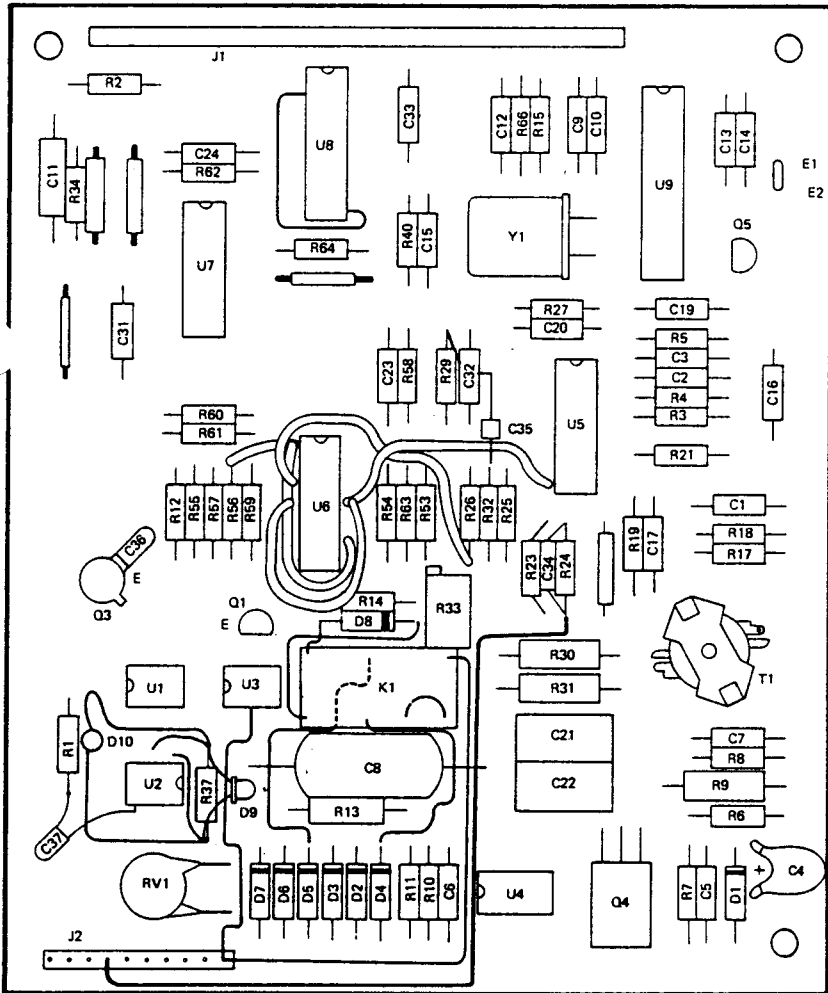 J1
R2
U8
C33
C12
R66
R15
C9
C10
U9
C13
C14
E1
E2
C11
R34
C24
R62
U7
R64
R40
C15
Y1
Q5
C31
R27
C20
C19
R5
C3
C2
R4
R3
C16
C23
R58
R29
C32
C35
U5
R60
R61
R21
R12
R55
R57
R56
R59
U6
R54
R63
R53
R26
R32
R25
C1
R18
R17
R19
C17
C36
E
Q3
R23
C34
R24
Q1
E
R14
D8
R33
R30
R31
T1
U1
U3
K1
R1
D10
U2
R37
D9
C8
R13
C21
C22
C7
R8
R9
R6
C37
RV1
D7
D6
D5
D3
D2
D4
R11
R10
C6
U4
Q4
R7
C5
D1
+
C4
J2